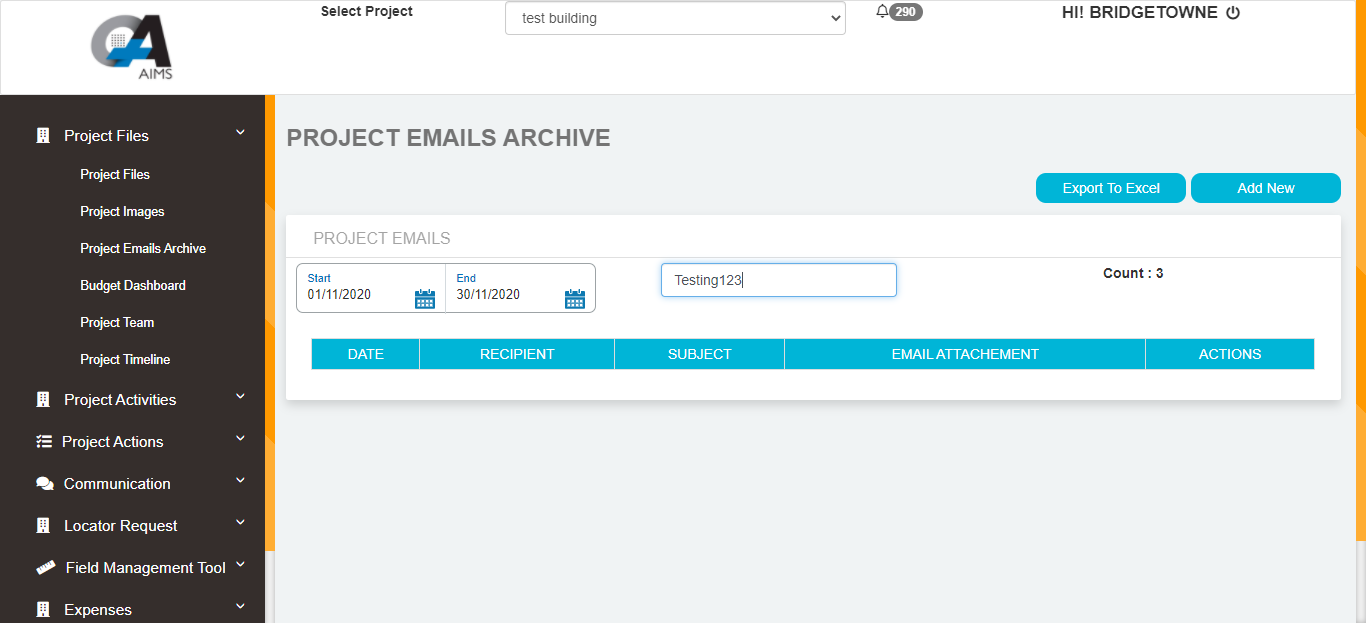 AIMS
Select Project
test building
290
HI! BRIDGETOWNE
Project Files
Project Files
Project Images
Project Emails Archive
Budget Dashboard
Project Team
Project Timeline
Project Activities
Project Actions
Communication
Locator Request
Field Management Tool
Expenses
PROJECT EMAILS ARCHIVE
Export To Excel
Add New
PROJECT EMAILS
Start
01/11/2020
End
30/11/2020
Testing123
Count : 3
DATE RECIPIENT SUBJECT EMAIL ATTACHEMENT ACTIONS